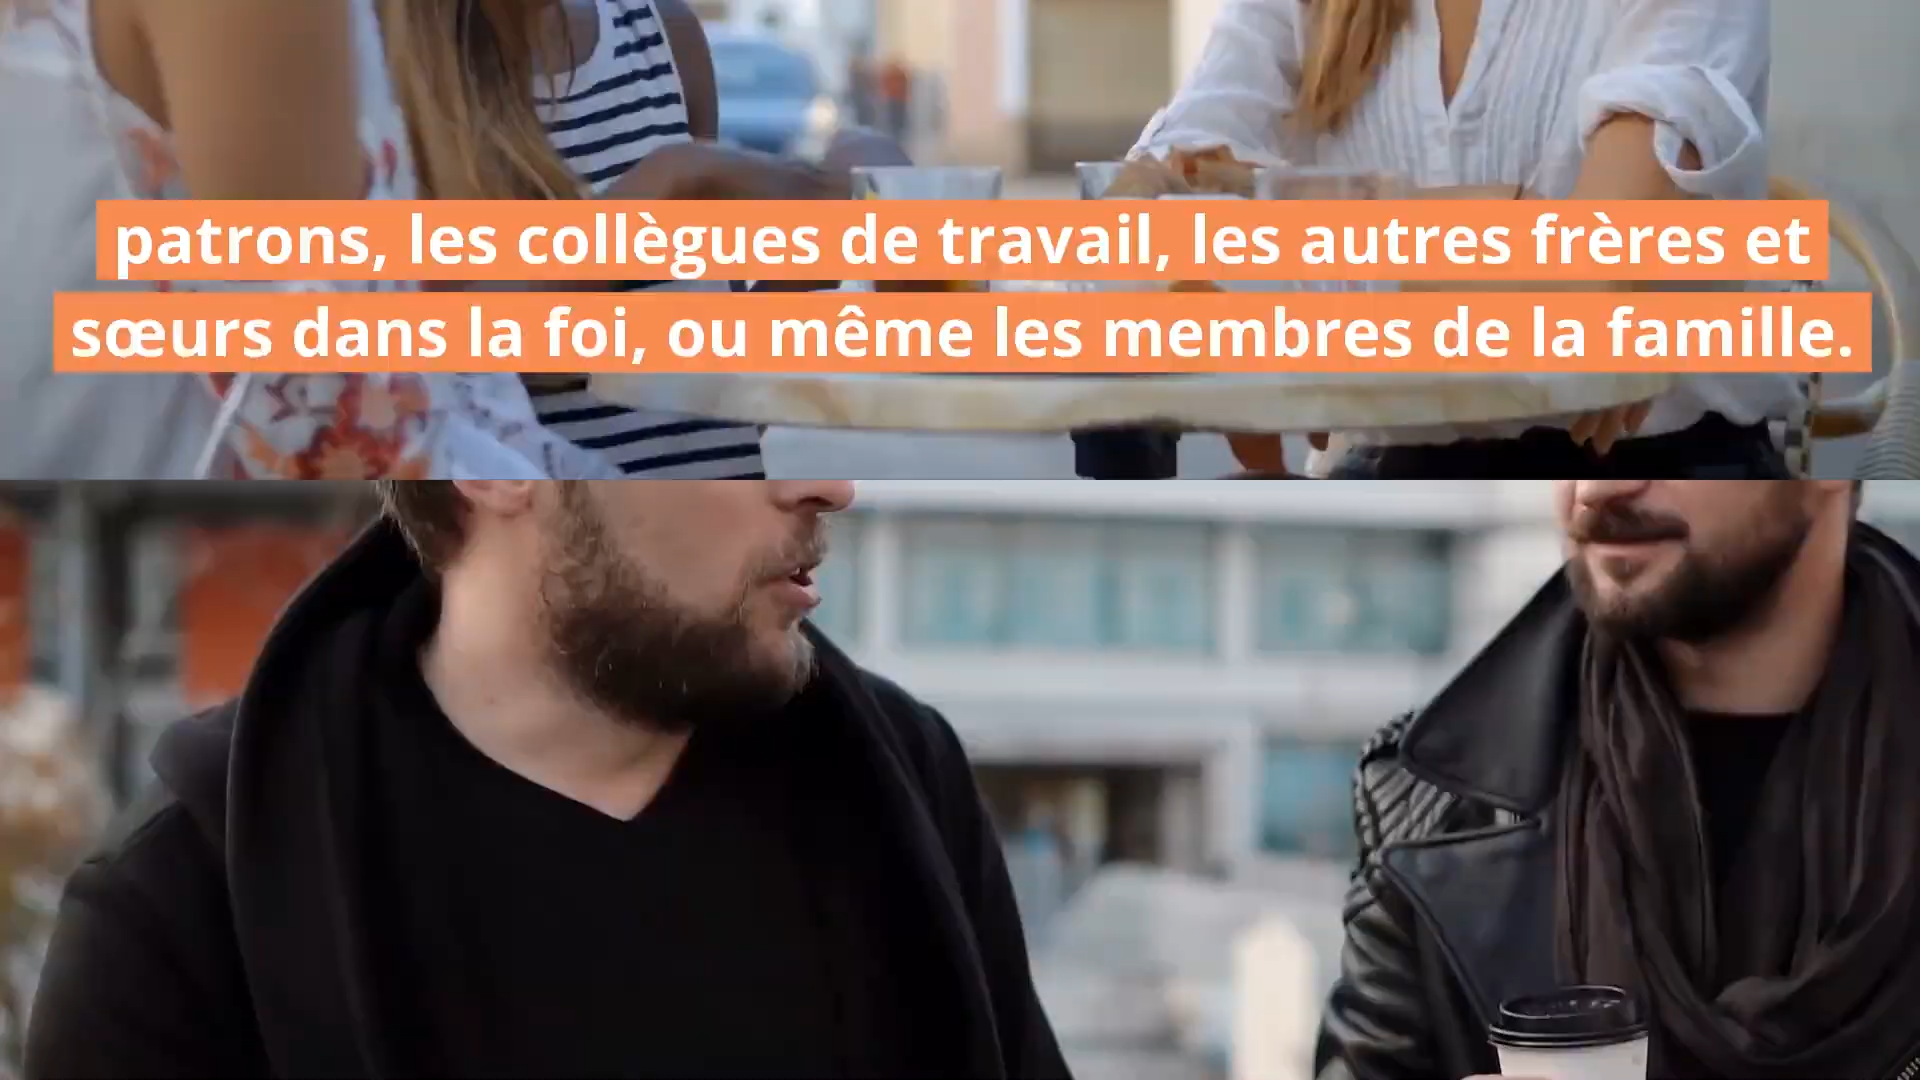 patrons, les collègues de travail, les autres frères et
sœurs dans la foi, ou même les membres de la famille.